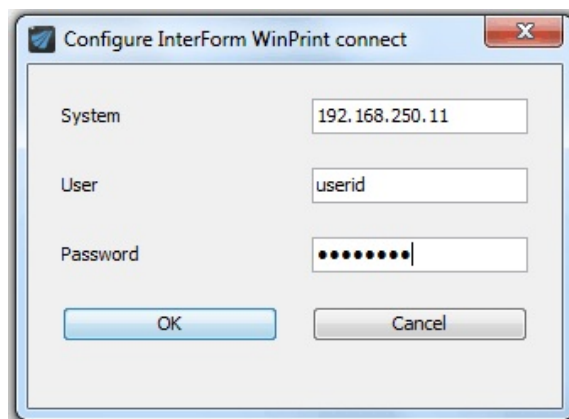 Configure InterForm WinPrint connect
System 192.168.250.11
User userid
Password ••••••••
OK Cancel